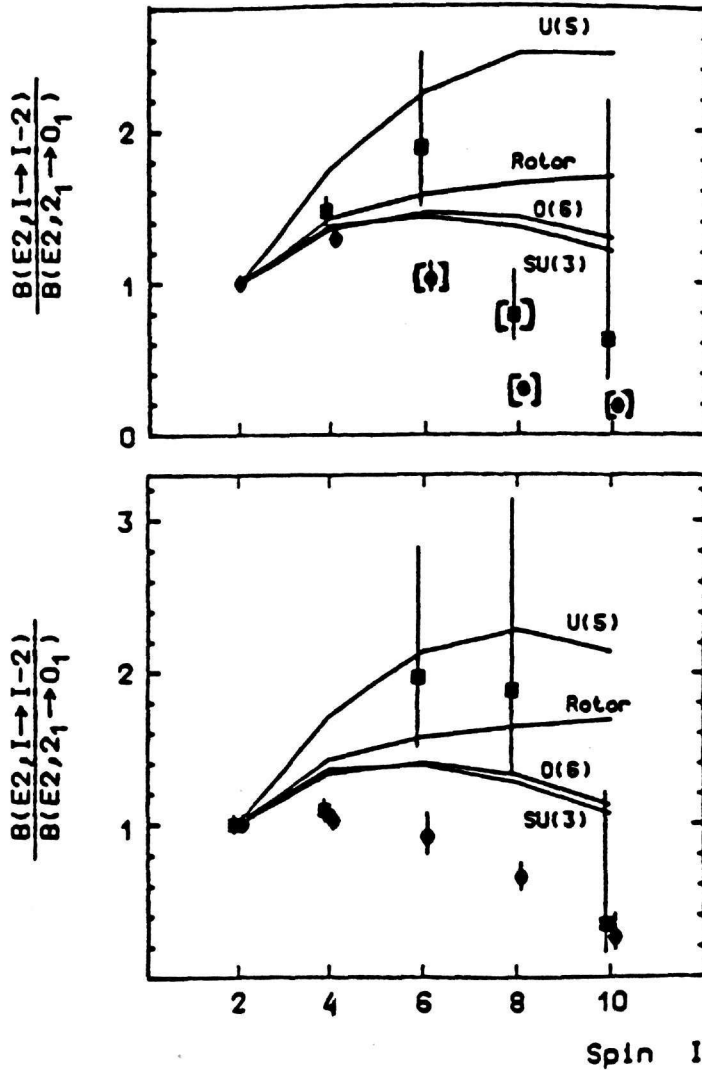 B(E2,I→I-2)
B(E2,2₁→0₁)
2
1
0
U(5)
Rotor
O(6)
SU(3)
[ ]
[ ]
[ ]
[ ]
B(E2,I→I-2)
B(E2,2₁→0₁)
3
2
1
U(5)
Rotor
O(6)
SU(3)
2 4 6 8 10
Spin I